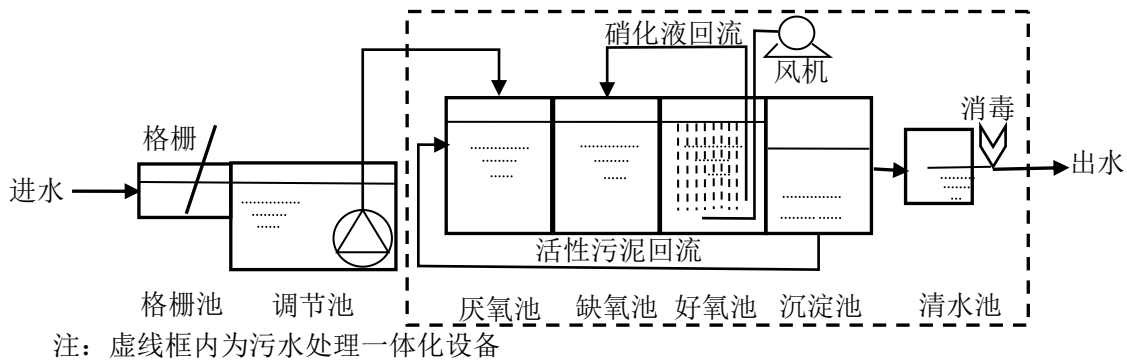 硝化液回流
风机
格栅
消毒
进水
出水
活性污泥回流
格栅池
调节池
厌氧池
缺氧池
好氧池
沉淀池
清水池
注：虚线框内为污水处理一体化设备